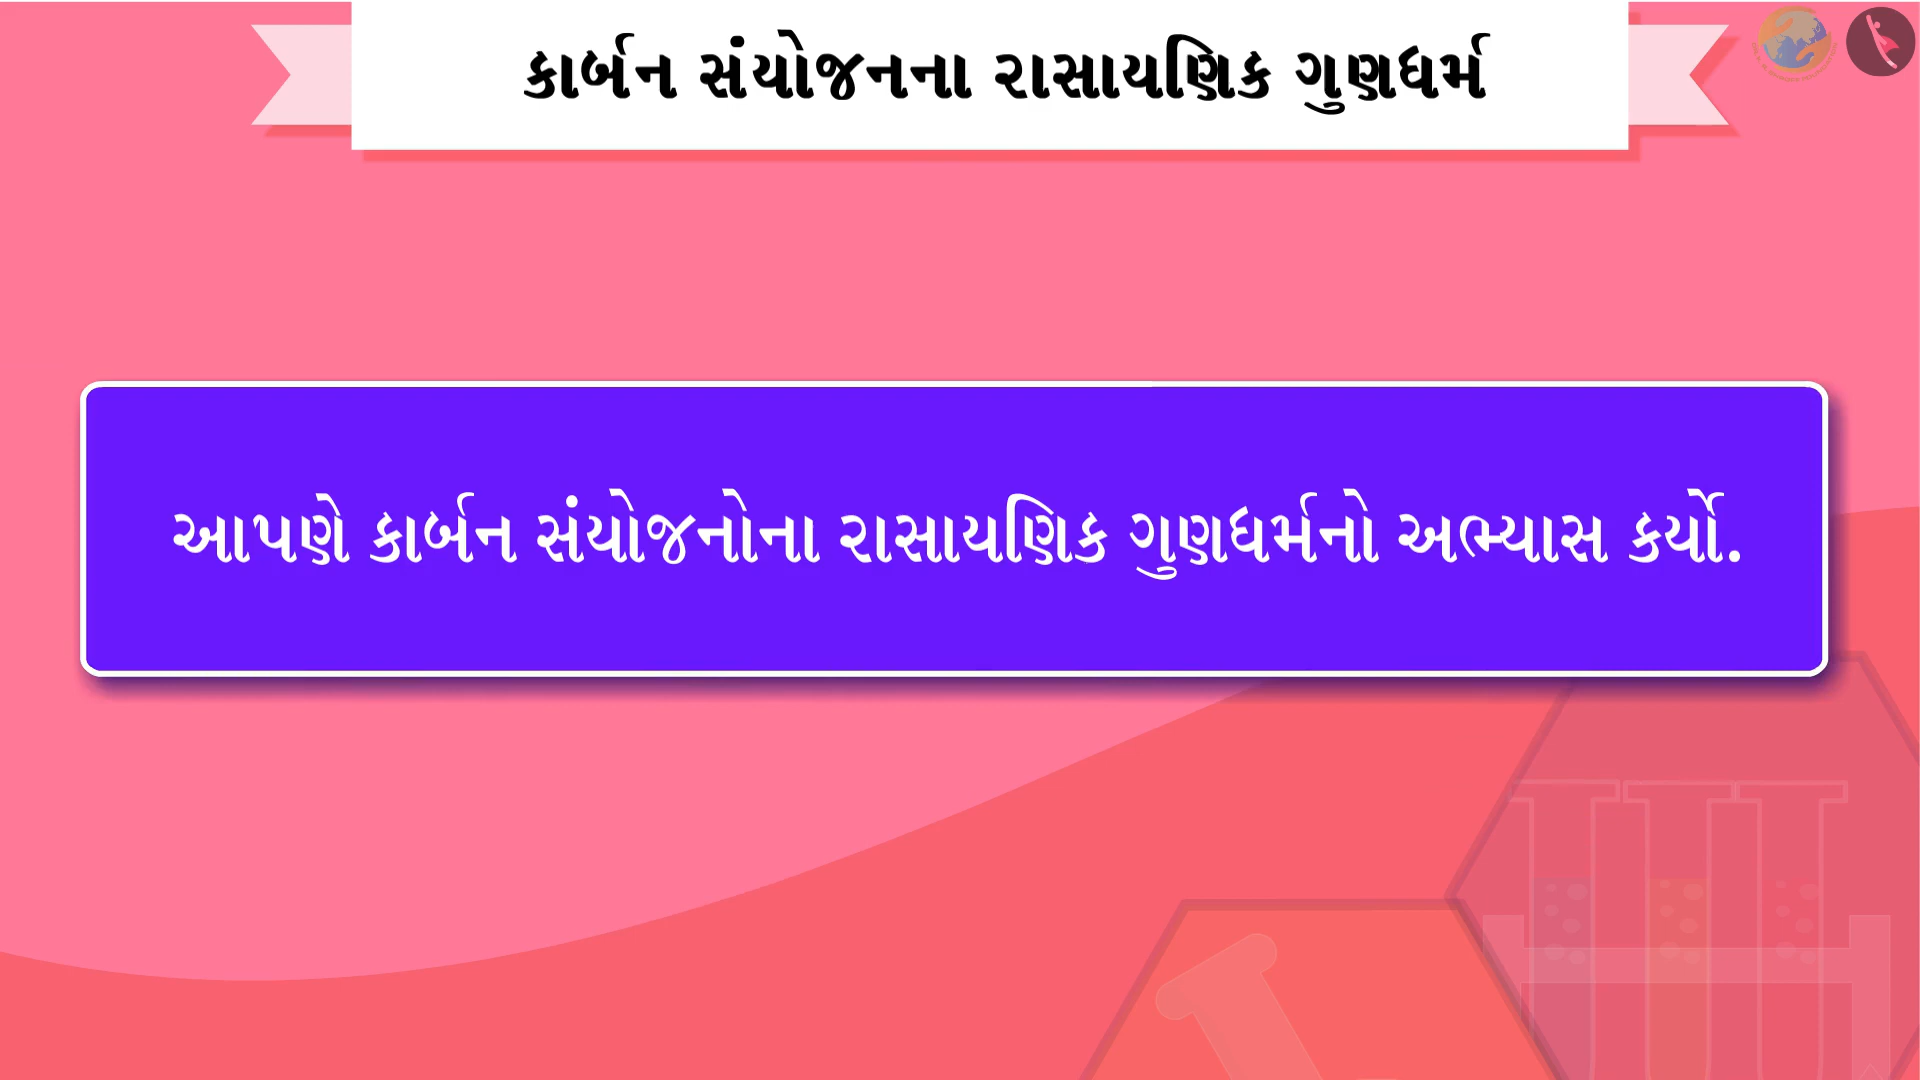 કાર્બન સંયોજનના રાસાયણિક ગુણધર્મ
આપણે કાર્બન સંયોજનોના રાસાયણિક ગુણધર્મનો અભ્યાસ કર્યો.